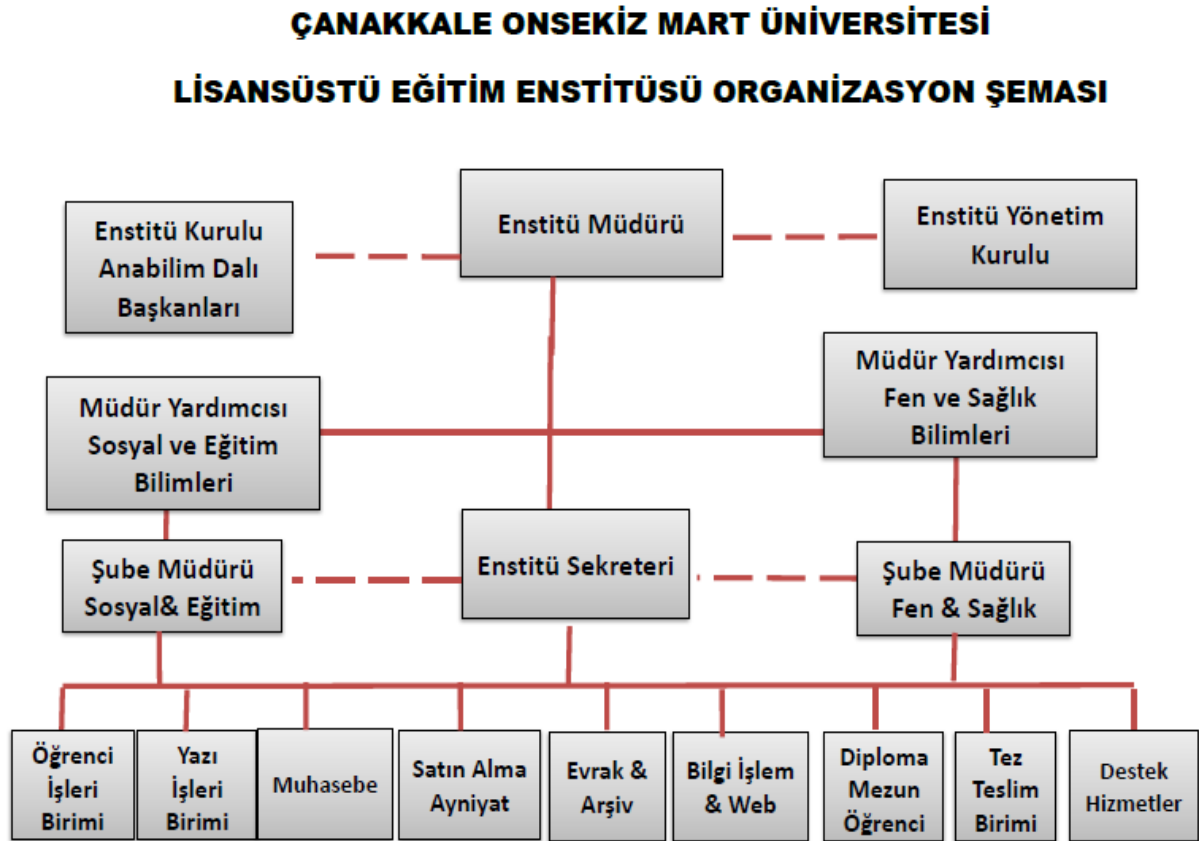 ÇANAKKALE ONSEKİZ MART ÜNİVERSİTESİ
LİSANSÜSTÜ EĞİTİM ENSTİTÜSÜ ORGANİZASYON ŞEMASI
Enstitü Kurulu
Anabilim Dalı
Başkanları
Enstitü Müdürü
Enstitü Yönetim
Kurulu
Müdür Yardımcısı
Sosyal ve Eğitim
Bilimleri
Müdür Yardımcısı
Fen ve Sağlık
Bilimleri
Şube Müdürü
Sosyal& Eğitim
Enstitü Sekreteri
Şube Müdürü
Fen & Sağlık
Öğrenci
İşleri
Birimi
Yazı
İşleri
Birimi
Muhasebe
Satın Alma
Ayniyat
Evrak &
Arşiv
Bilgi İşlem
& Web
Diploma
Mezun
Öğrenci
Tez
Teslim
Birimi
Destek
Hizmetler